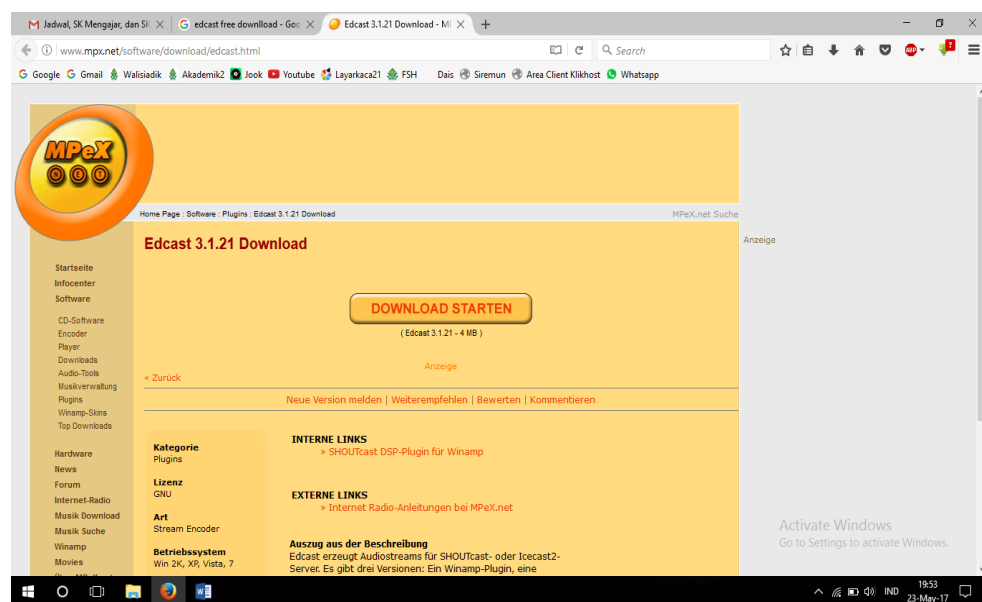 Jadwal, SK Mengajar, dan SK
edcast free downlload - Goo
Edcast 3.1.21 Download - MP
www.mpx.net/software/download/edcast.html
Search
ABP
Google Gmail Walisiadik Akademik2 Jook Youtube Layarkaca21 FSH Dais Siremun Area Client Klikhost Whatsapp
MPeX
NET
Home Page : Software : Plugins : Edcast 3.1.21 Download
MPeX.net Suche
Edcast 3.1.21 Download
Anzeige
Startseite
Infocenter
Software
CD-Software
Encoder
Player
Downloads
Audio-Tools
Musikverwaltung
Plugins
Winamp-Skins
Top Downloads
Hardware
News
Forum
Internet-Radio
Musik Download
Musik Suche
Winamp
Movies
DOWNLOAD STARTEN
( Edcast 3.1.21 - 4 MB )
Anzeige
« Zurück
Neue Version melden | Weiterempfehlen | Bewerten | Kommentieren
Kategorie
Plugins
Lizenz
GNU
Art
Stream Encoder
Betriebssystem
Win 2K, XP, Vista, 7
INTERNE LINKS
» SHOUTcast DSP-Plugin für Winamp
EXTERNE LINKS
» Internet Radio-Anleitungen bei MPeX.net
Auszug aus der Beschreibung
Edcast erzeugt Audiostreams für SHOUTcast- oder Icecast2-
Server. Es gibt drei Versionen: Ein Winamp-Plugin, eine
Activate Windows
Go to Settings to activate Windows.
IND
19:53
23-May-17